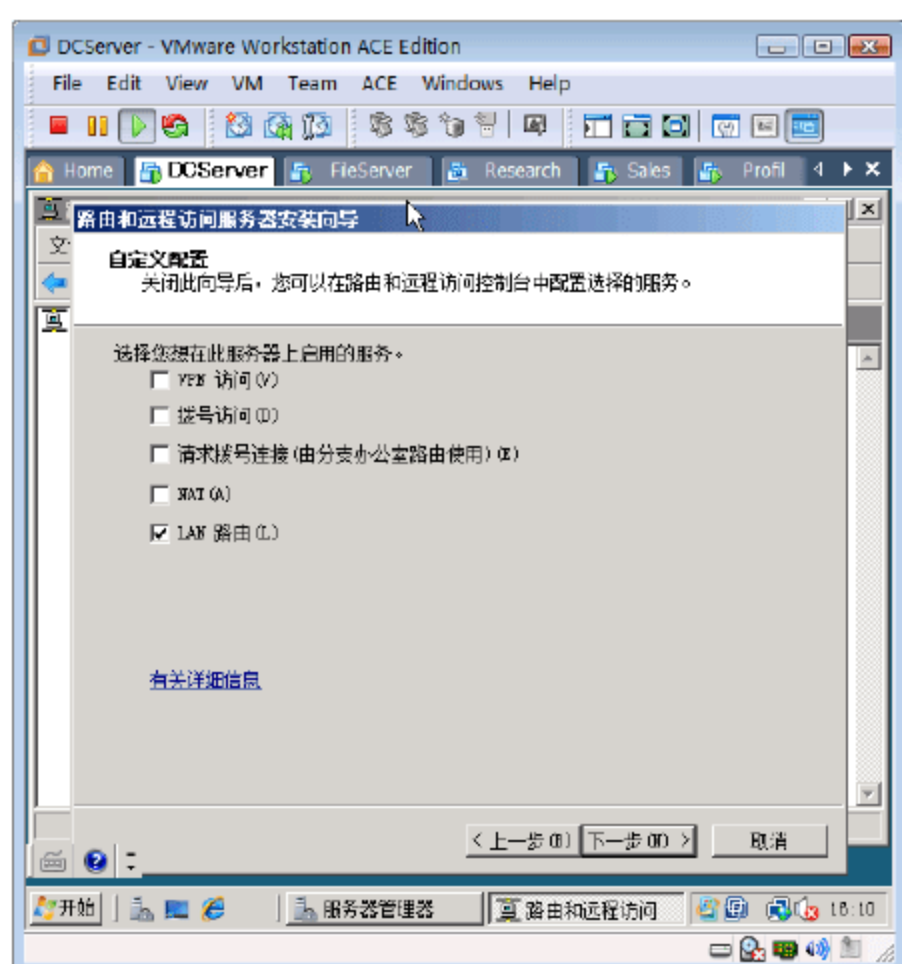 DCServer - VMware Workstation ACE Edition
File Edit View VM Team ACE Windows Help
Home DCServer FileServer Research Sales Profil
路由和远程访问服务器安装向导
文
自定义配置
关闭此向导后，您可以在路由和远程访问控制台中配置选择的服务。
选择您想在此服务器上启用的服务。
VPN 访问(V)
拨号访问(D)
请求拨号连接(由分支办公室路由使用)(E)
NAT(A)
LAN 路由(L)
有关详细信息
< 上一步(B) 下一步(N) > 取消
开始 服务器管理器 路由和远程访问 18:10